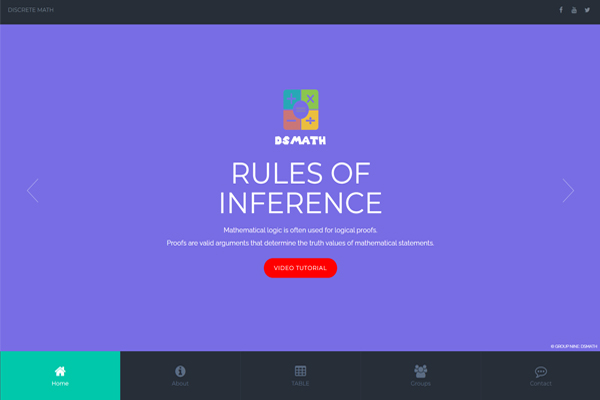 DISCRETE MATH
DSMATH
RULES OF
INFERENCE
Mathematical logic is often used for logical proofs.
Proofs are valid arguments that determine the truth values of mathematical statements.
VIDEO TUTORIAL
© GROUP NINE: DSMATH
Home
About
TABLE
Groups
Contact